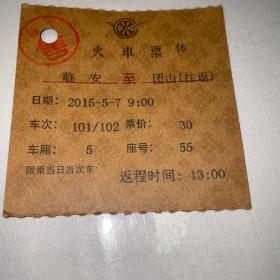 火車票体
临安 至 团山(往返)
日期: 2015-5-7 9:00
车次: 101/102 票价: 30
车厢: 5 座号: 55
限乘当日当次车 返程时间: 13:00